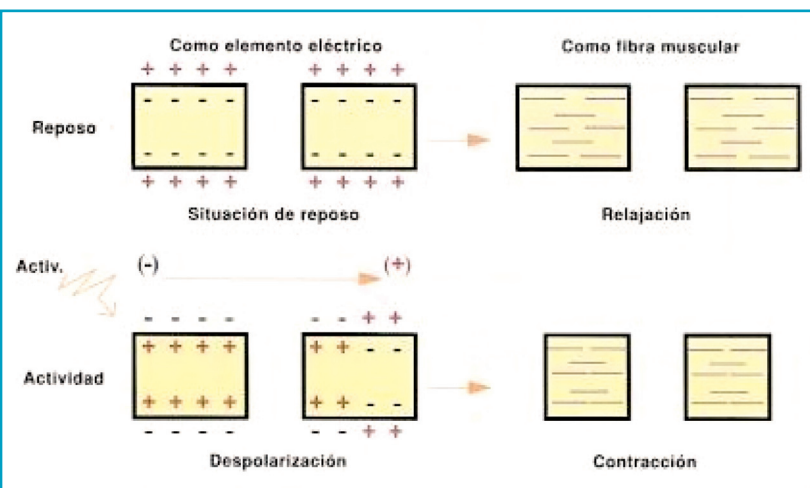 Como elemento eléctrico
Como fibra muscular
+ + + + + + + +
- - - - - - - -
Reposo
- - - - - - - -
+ + + + + + + +
Situación de reposo
Relajación
Activ.
(-)
(+)
- - - - - - + +
+ + + + + + - -
Actividad
+ + + + + + - -
- - - - - - + +
Despolarización
Contracción